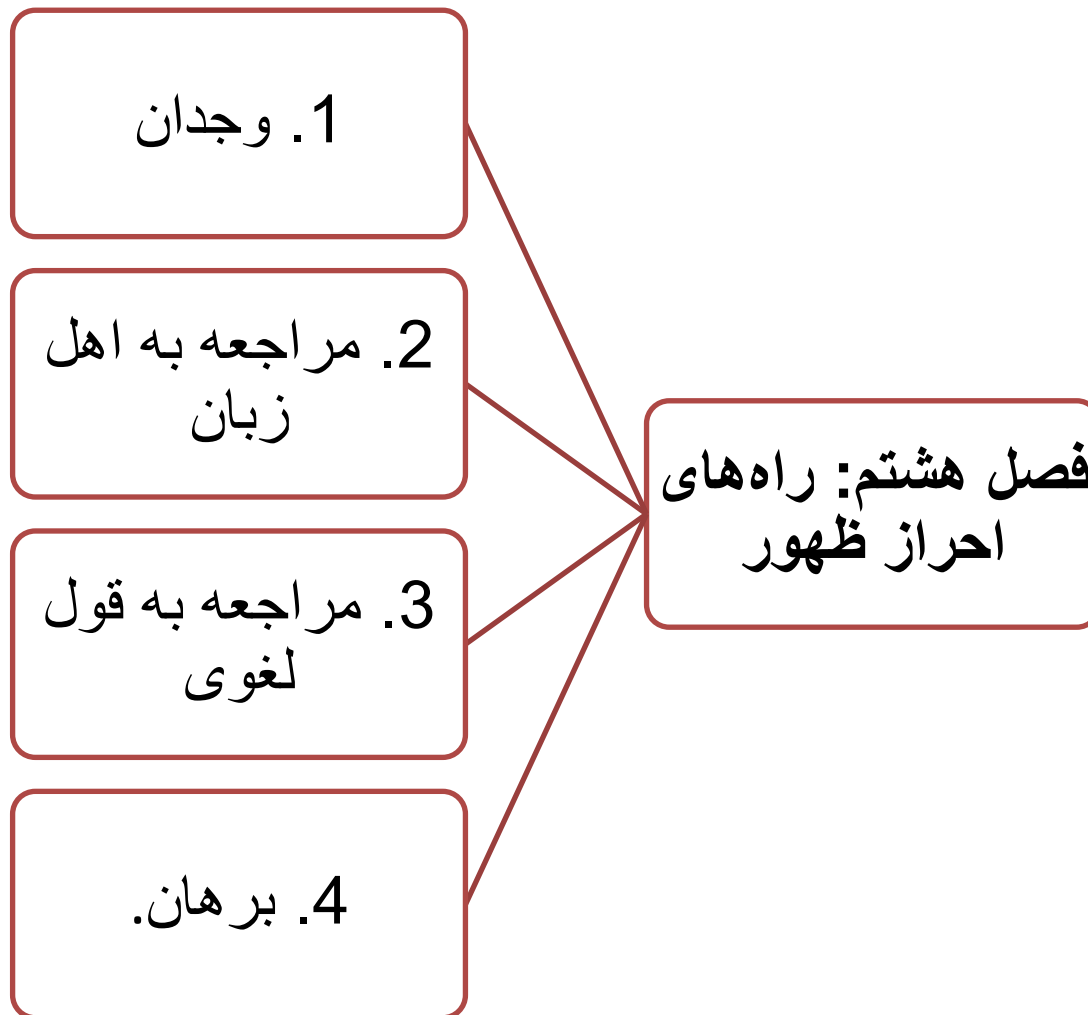 فصل هشتم: راه‌های
احراز ظهور
1. وجدان
2. مراجعه به اهل
زبان
3. مراجعه به قول
لغوی
4. برهان.